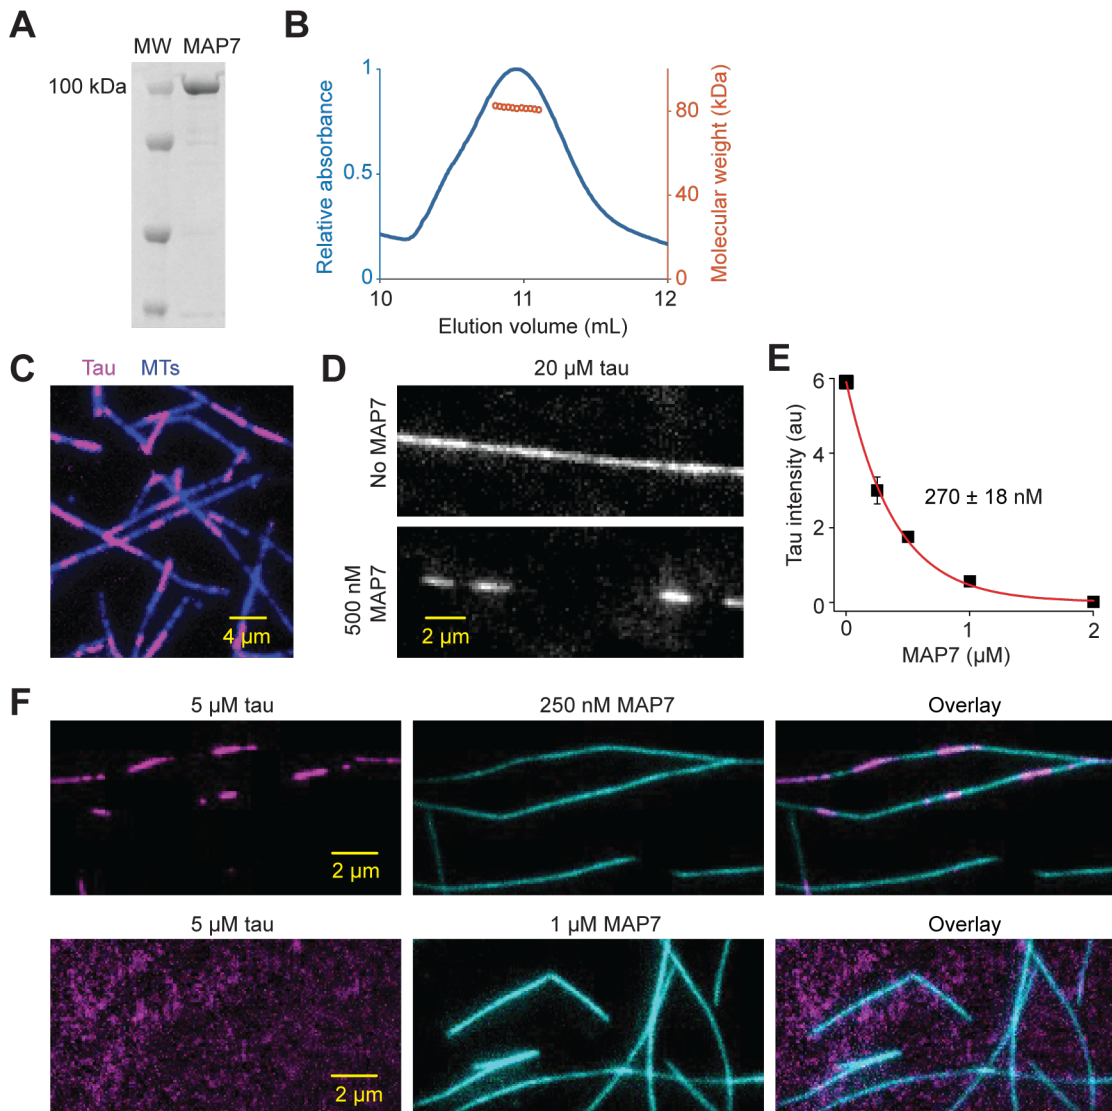 A
MW MAP7
100 kDa
B
1
0.5
0
Relative absorbance
80
40
0
Molecular weight (kDa)
10 11 12
Elution volume (mL)
C
Tau MTs
4 µm
D
20 µM tau
No MAP7
500 nM
MAP7
2 µm
E
6
4
2
0
Tau intensity (au)
270 ± 18 nM
0 1 2
MAP7 (µM)
F
5 µM tau 250 nM MAP7 Overlay
2 µm
5 µM tau 1 µM MAP7 Overlay
2 µm